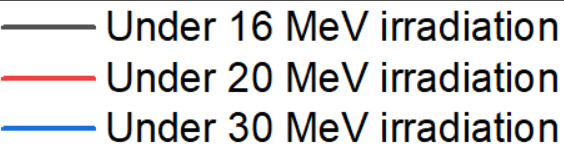 Under 16 MeV irradiation
Under 20 MeV irradiation
Under 30 MeV irradiation